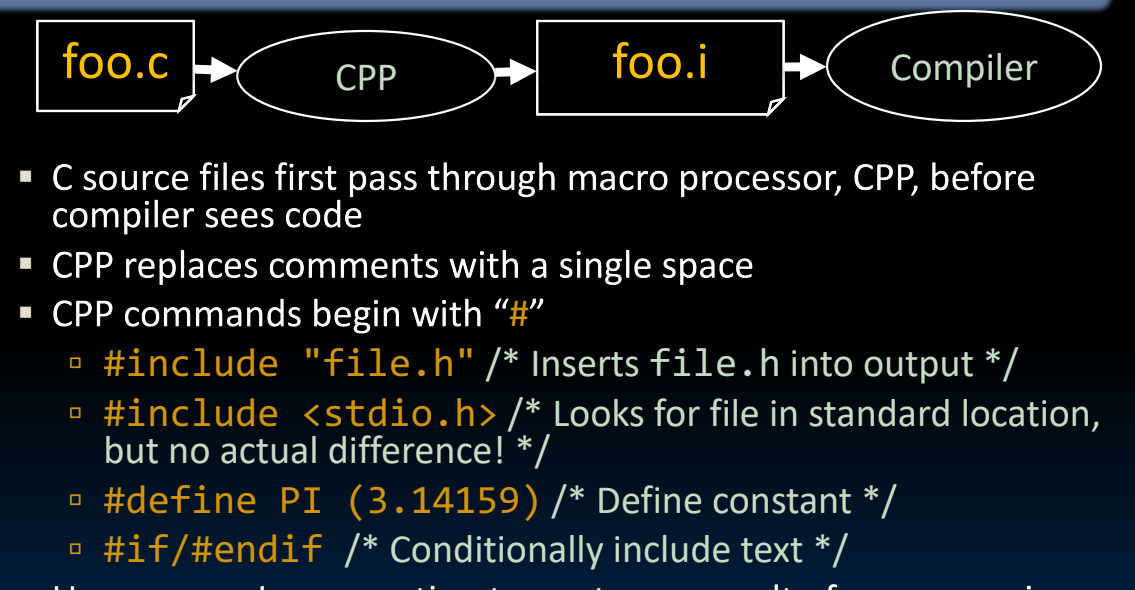 foo.c CPP foo.i Compiler
▪ C source files first pass through macro processor, CPP, before
compiler sees code
▪ CPP replaces comments with a single space
▪ CPP commands begin with “#”
▫ #include "file.h" /* Inserts file.h into output */
▫ #include <stdio.h> /* Looks for file in standard location,
but no actual difference! */
▫ #define PI (3.14159) /* Define constant */
▫ #if/#endif /* Conditionally include text */